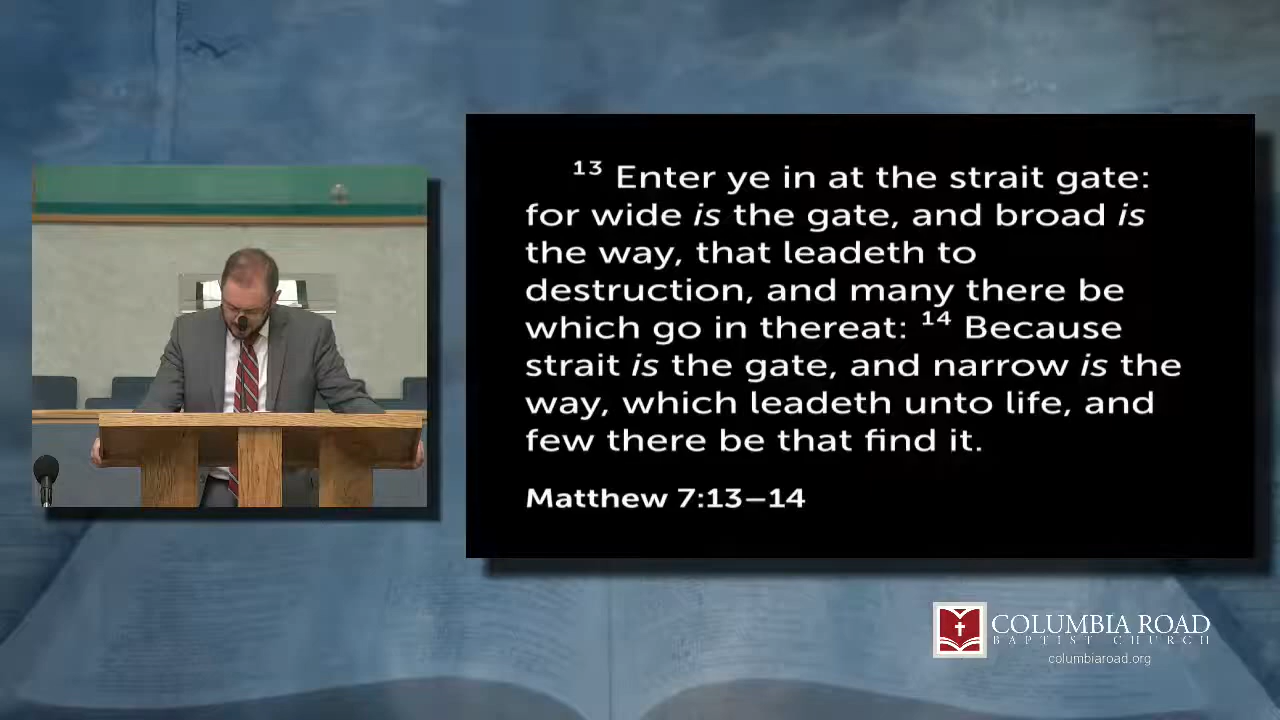 13 Enter ye in at the strait gate:
for wide is the gate, and broad is
the way, that leadeth to
destruction, and many there be
which go in thereat: 14 Because
strait is the gate, and narrow is the
way, which leadeth unto life, and
few there be that find it.
Matthew 7:13–14
COLUMBIA ROAD
BAPTIST CHURCH
columbiaroad.org